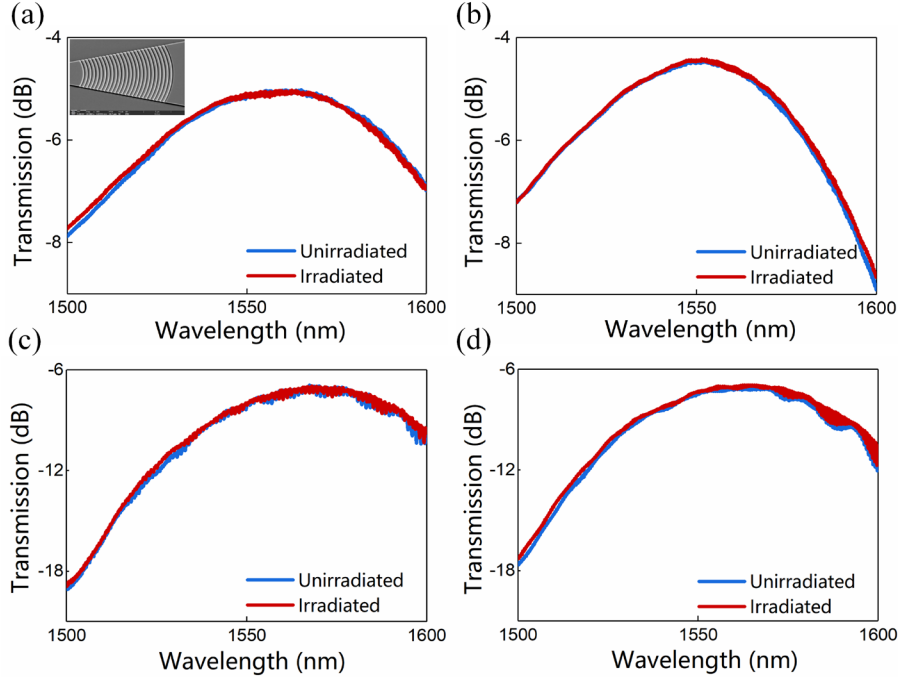 (a)
-4
-6
-8
Transmission (dB)
Unirradiated
Irradiated
1500 1550 1600
Wavelength (nm)
(b)
-4
-6
-8
Transmission (dB)
Unirradiated
Irradiated
1500 1550 1600
Wavelength (nm)
(c)
-6
-12
-18
Transmission (dB)
Unirradiated
Irradiated
1500 1550 1600
Wavelength (nm)
(d)
-6
-12
-18
Transmission (dB)
Unirradiated
Irradiated
1500 1550 1600
Wavelength (nm)